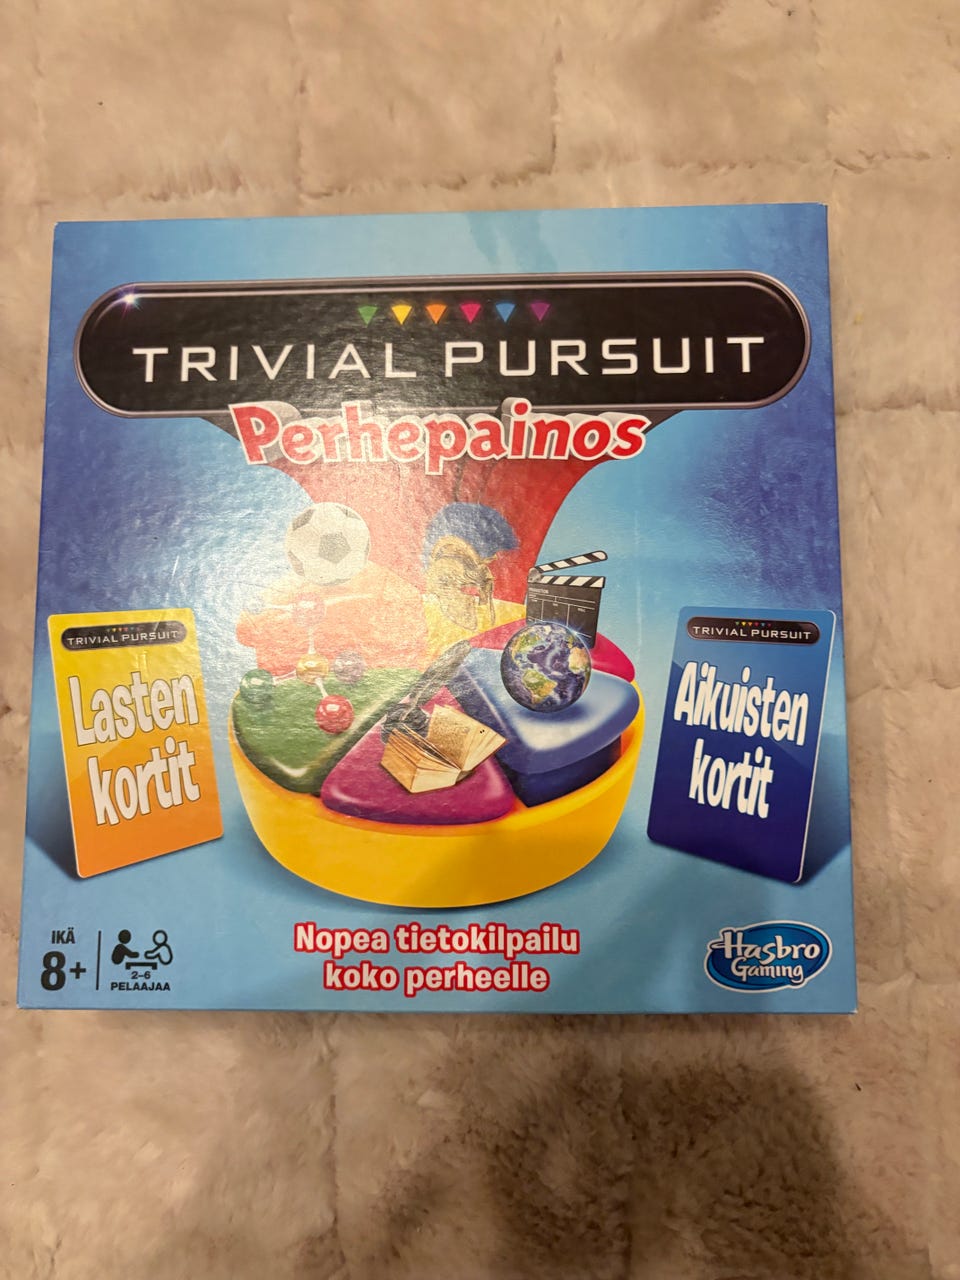 TRIVIAL PURSUIT
Perhepainos
TRIVIAL PURSUIT
Lasten
kortit
TRIVIAL PURSUIT
Aikuisten
kortit
IKÄ
8+
2-6
PELAAJAA
Nopea tietokilpailu
koko perheelle
Hasbro
Gaming